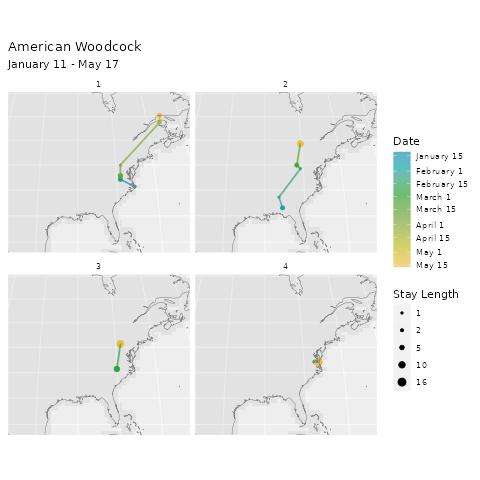 American Woodcock
January 11 - May 17
1
2
3
4
Date
January 15
February 1
February 15
March 1
March 15
April 1
April 15
May 1
May 15
Stay Length
1
2
5
10
16